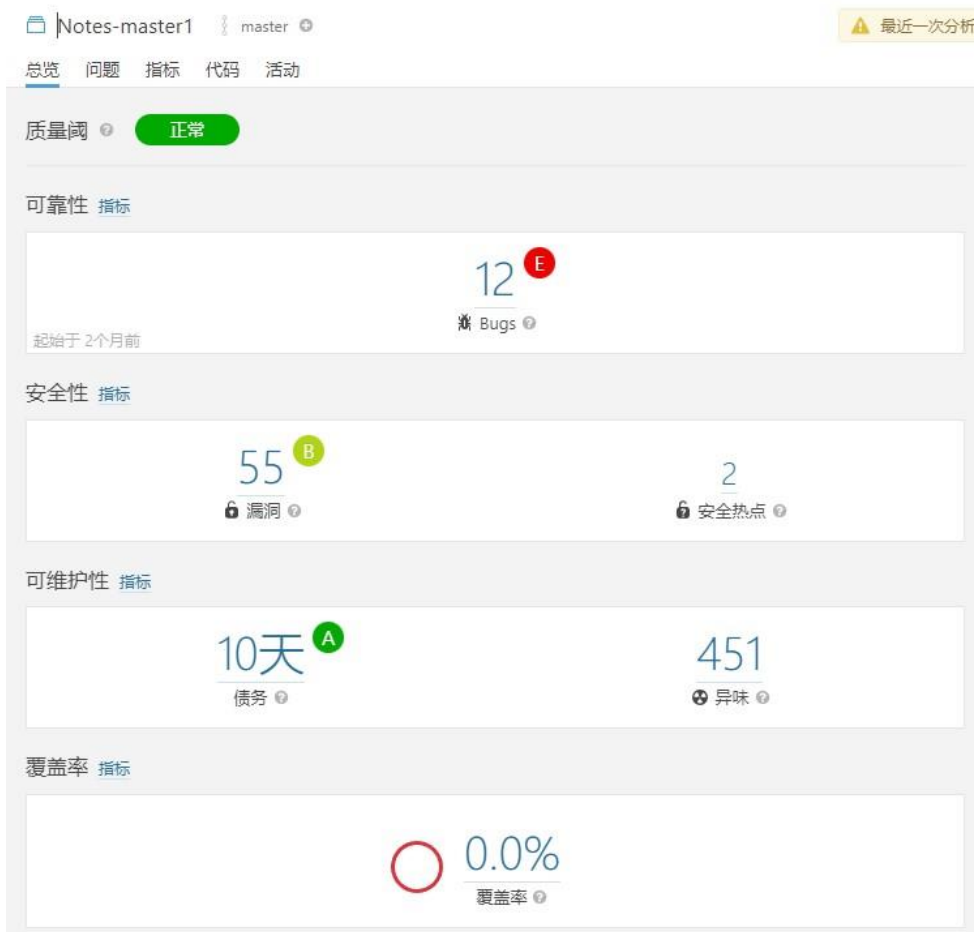 Notes-master1 master
最近一次分析
总览 问题 指标 代码 活动
质量阈 正常
可靠性 指标
12 E
Bugs
起始于 2个月前
安全性 指标
55 B
漏洞
2
安全热点
可维护性 指标
10天 A
债务
451
异味
覆盖率 指标
0.0%
覆盖率